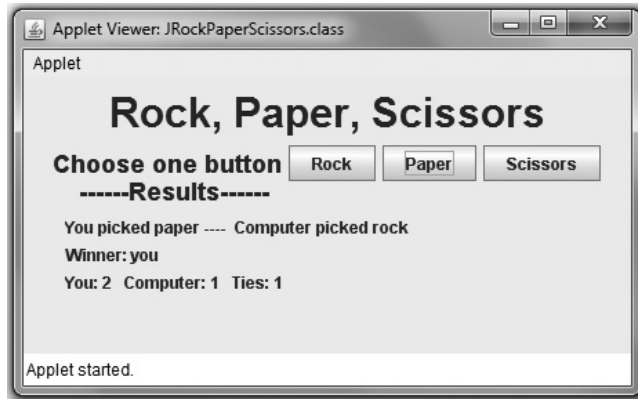 Applet Viewer: JRockPaperScissors.class
Applet
Rock, Paper, Scissors
Choose one button Rock Paper Scissors
------Results------
You picked paper ---- Computer picked rock
Winner: you
You: 2 Computer: 1 Ties: 1
Applet started.